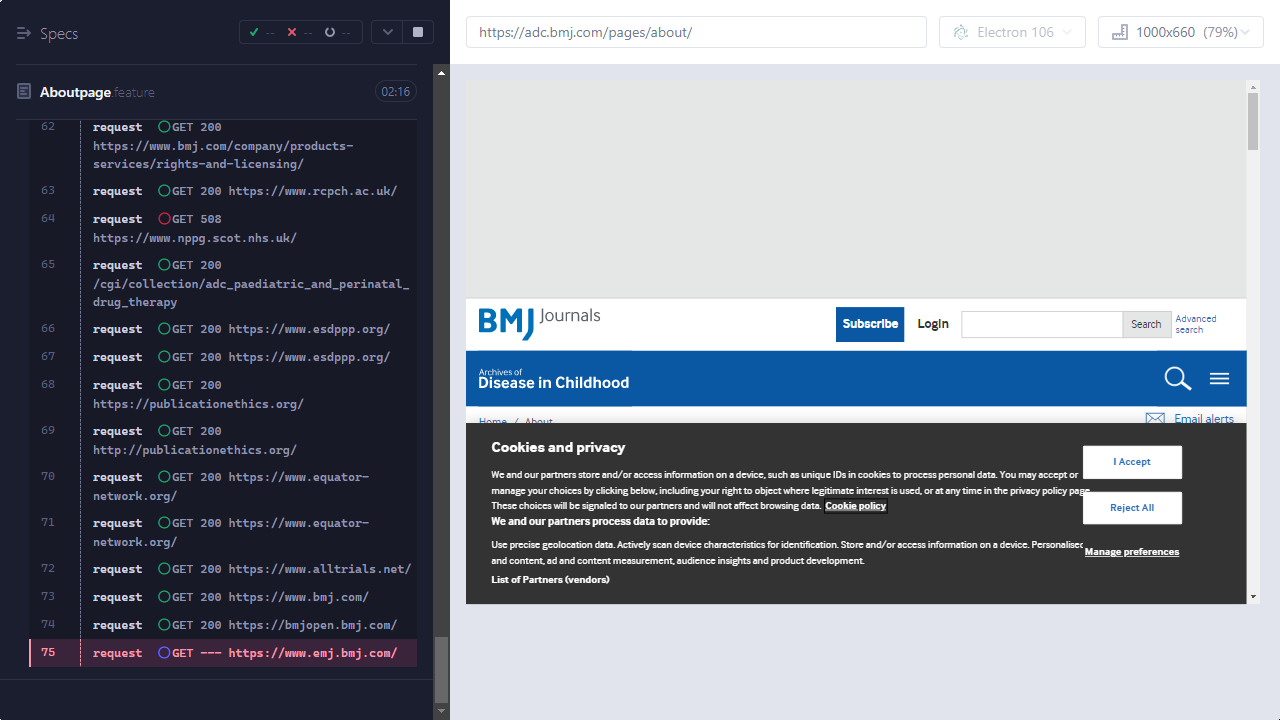 Specs
--
--
--
Aboutpage.feature
02:16
62 request GET 200
https://www.bmj.com/company/products-
services/rights-and-licensing/
63 request GET 200 https://www.rcpch.ac.uk/
64 request GET 508
https://www.nppg.scot.nhs.uk/
65 request GET 200
/cgi/collection/adc_paediatric_and_perinatal_
drug_therapy
66 request GET 200 https://www.esdppp.org/
67 request GET 200 https://www.esdppp.org/
68 request GET 200
https://publicationethics.org/
69 request GET 200
http://publicationethics.org/
70 request GET 200 https://www.equator-
network.org/
71 request GET 200 https://www.equator-
network.org/
72 request GET 200 https://www.alltrials.net/
73 request GET 200 https://www.bmj.com/
74 request GET 200 https://bmjopen.bmj.com/
75 request GET --- https://www.emj.bmj.com/
https://adc.bmj.com/pages/about/
Electron 106
1000x660 (79%)
BMJ Journals
Subscribe
Login
Search
Advanced
search
Archives of
Disease in Childhood
Home / About
Email alerts
Cookies and privacy
We and our partners store and/or access information on a device, such as unique IDs in cookies to process personal data. You may accept or
manage your choices by clicking below, including your right to object where legitimate interest is used, or at any time in the privacy policy page
These choices will be signaled to our partners and will not affect browsing data. Cookie policy
We and our partners process data to provide:
Use precise geolocation data. Actively scan device characteristics for identification. Store and/or access information on a device. Personalised
and content, ad and content measurement, audience insights and product development.
List of Partners (vendors)
I Accept
Reject All
Manage preferences